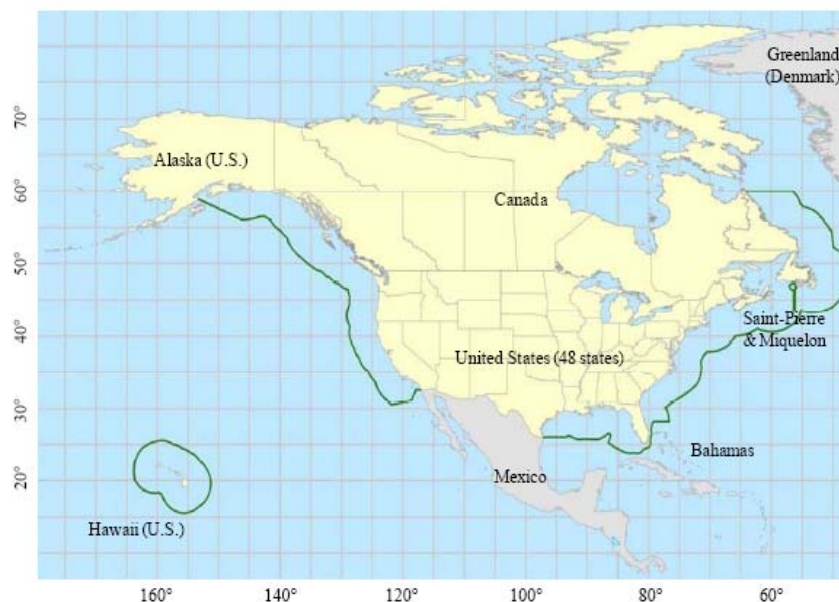 Greenland
(Denmark)
70°
Alaska (U.S.)
60°
Canada
50°
Saint-Pierre
& Miquelon
40°
United States (48 states)
30°
Bahamas
Mexico
20°
Hawaii (U.S.)
160°
140°
120°
100°
80°
60°